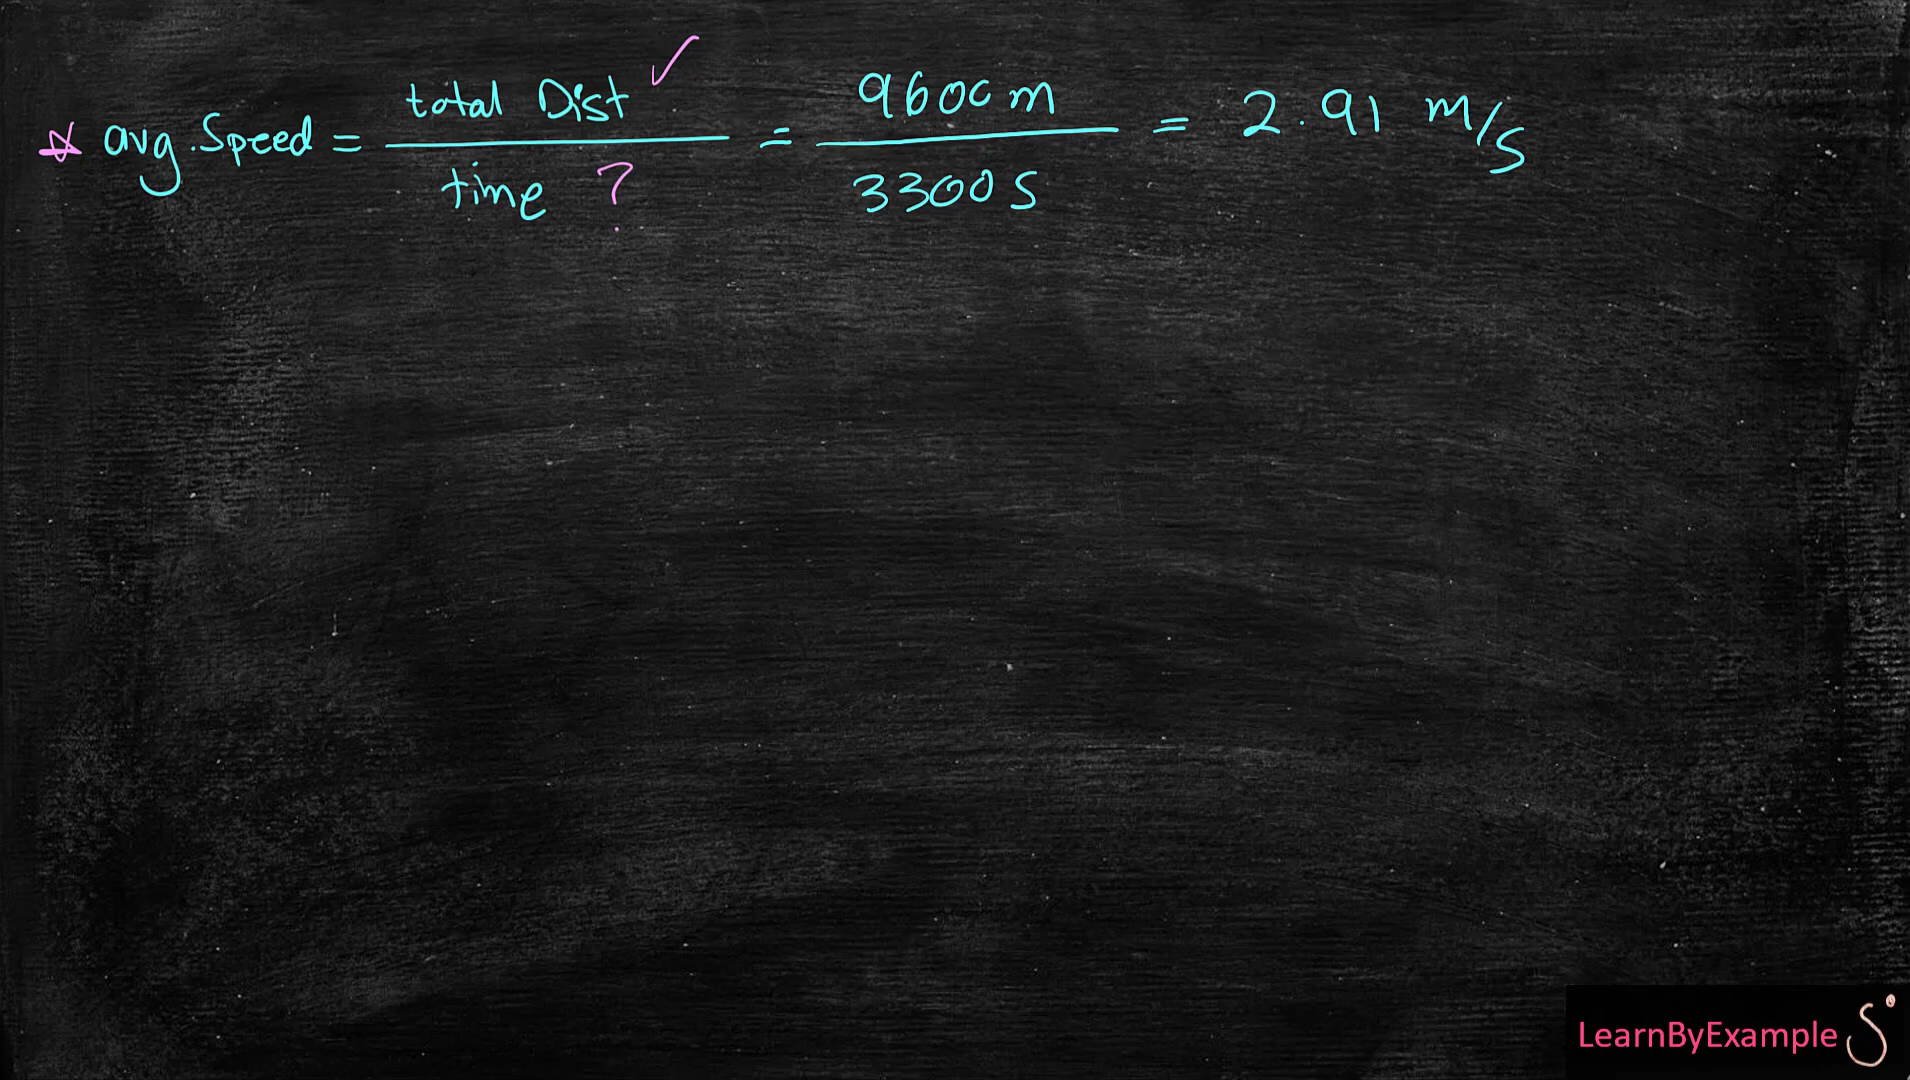 ☆ avg. Speed = total Dist ✓ / time ? = 9600 m / 3300 S = 2.91 m/s
LearnByExample